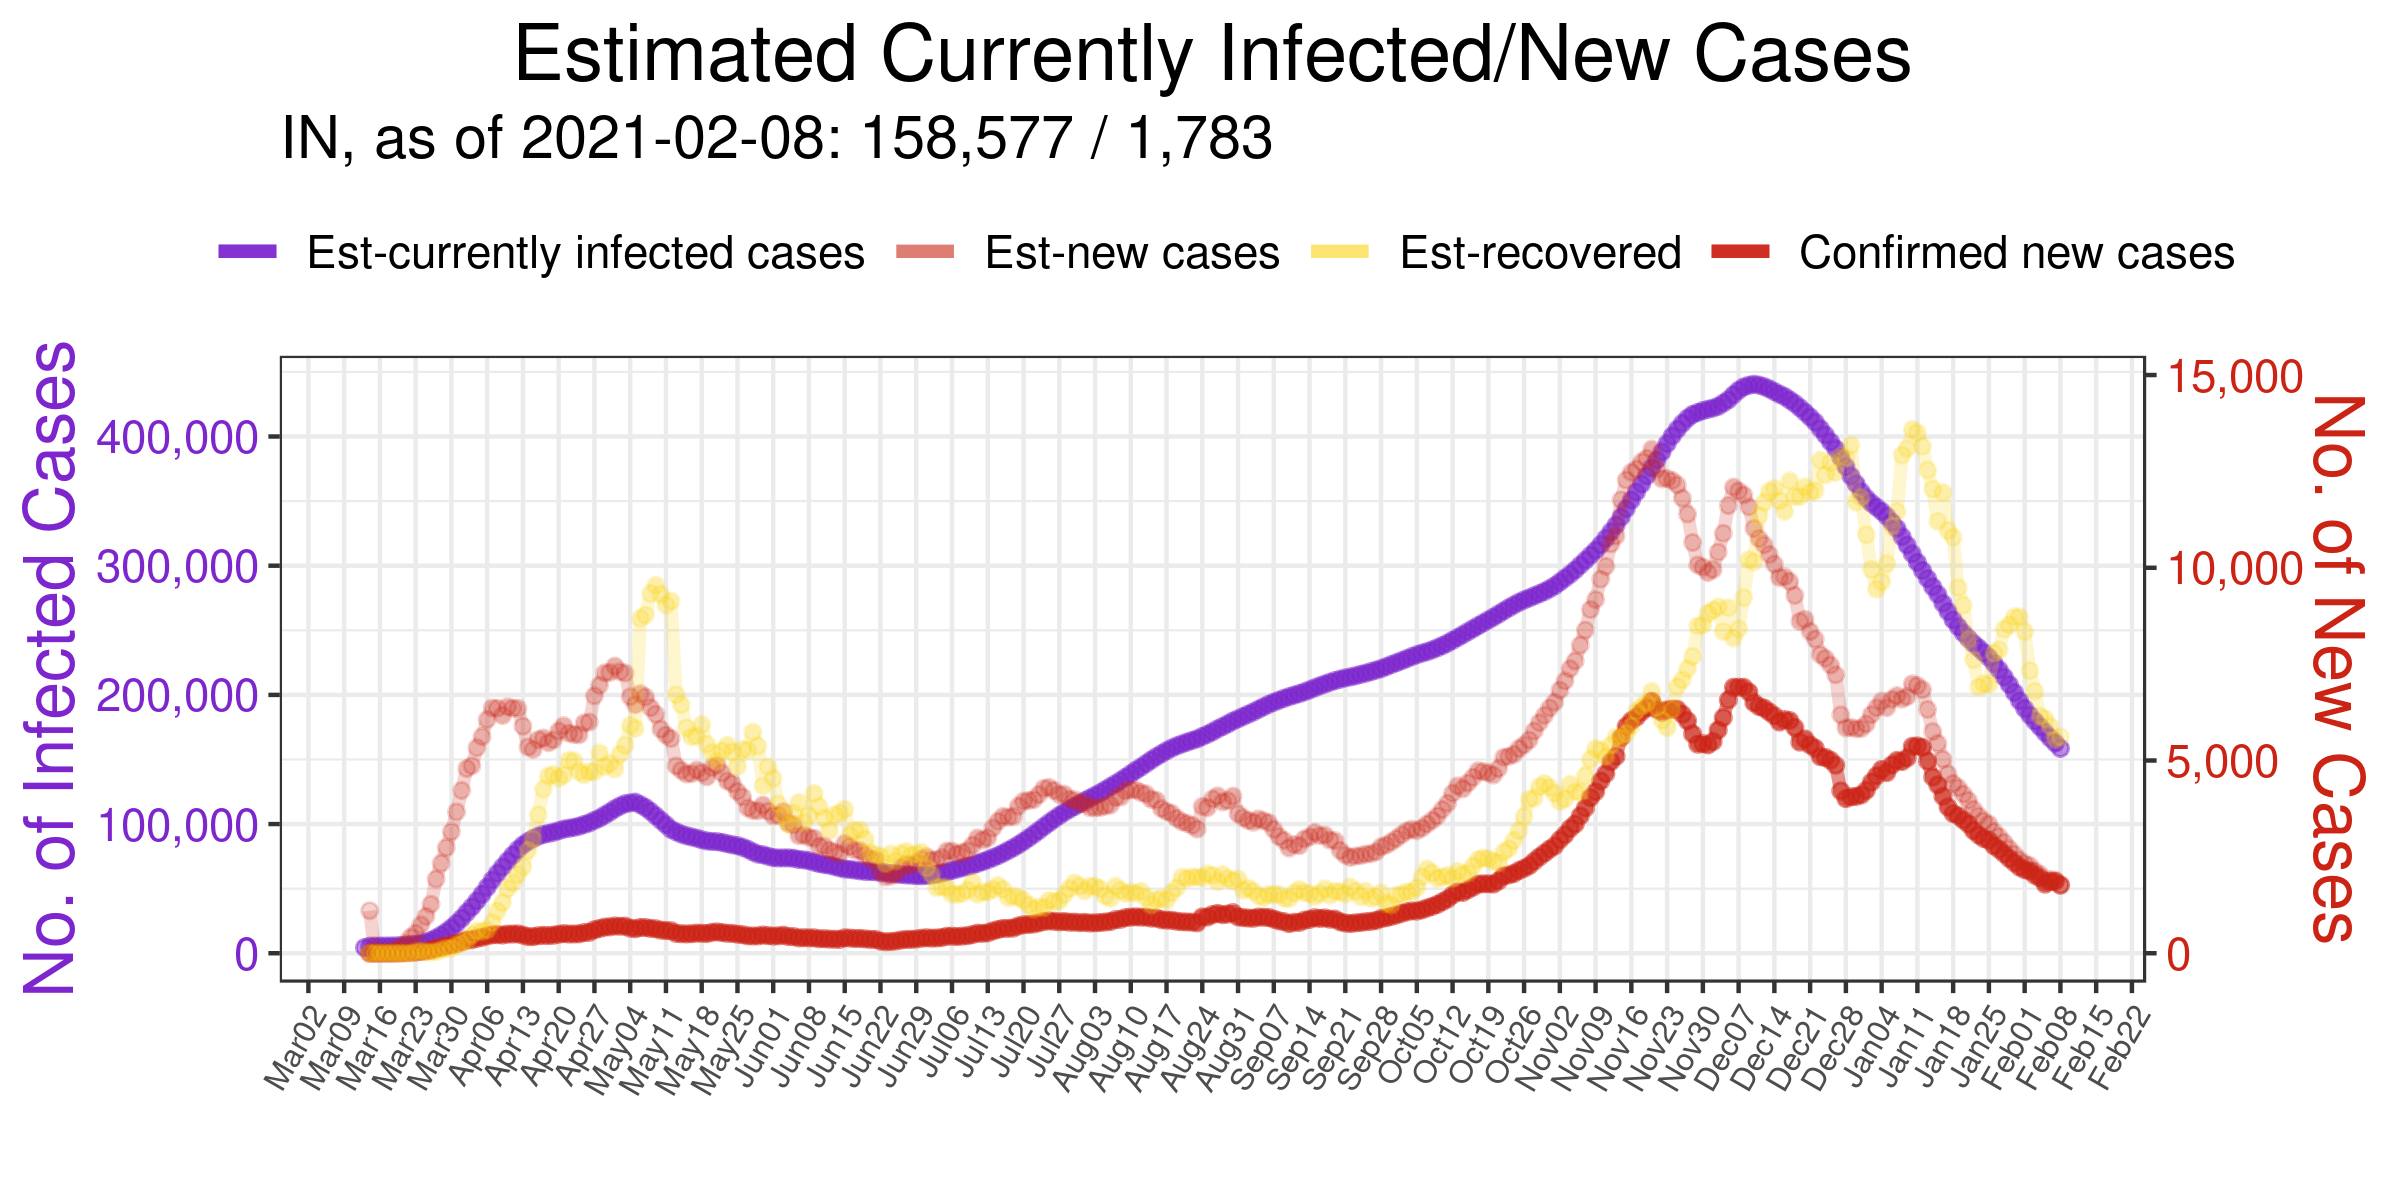 Estimated Currently Infected/New Cases
IN, as of 2021-02-08: 158,577 / 1,783
Est-currently infected cases Est-new cases Est-recovered Confirmed new cases
No. of Infected Cases
400,000
300,000
200,000
100,000
0
15,000
10,000
5,000
0
No. of New Cases
Mar02 Mar09 Mar16 Mar23 Mar30 Apr06 Apr13 Apr20 Apr27 May04 May11 May18 May25 Jun01 Jun08 Jun15 Jun22 Jun29 Jul06 Jul13 Jul20 Jul27 Aug03 Aug10 Aug17 Aug24 Aug31 Sep07 Sep14 Sep21 Sep28 Oct05 Oct12 Oct19 Oct26 Nov02 Nov09 Nov16 Nov23 Nov30 Dec07 Dec14 Dec21 Dec28 Jan04 Jan11 Jan18 Jan25 Feb01 Feb08 Feb15 Feb22